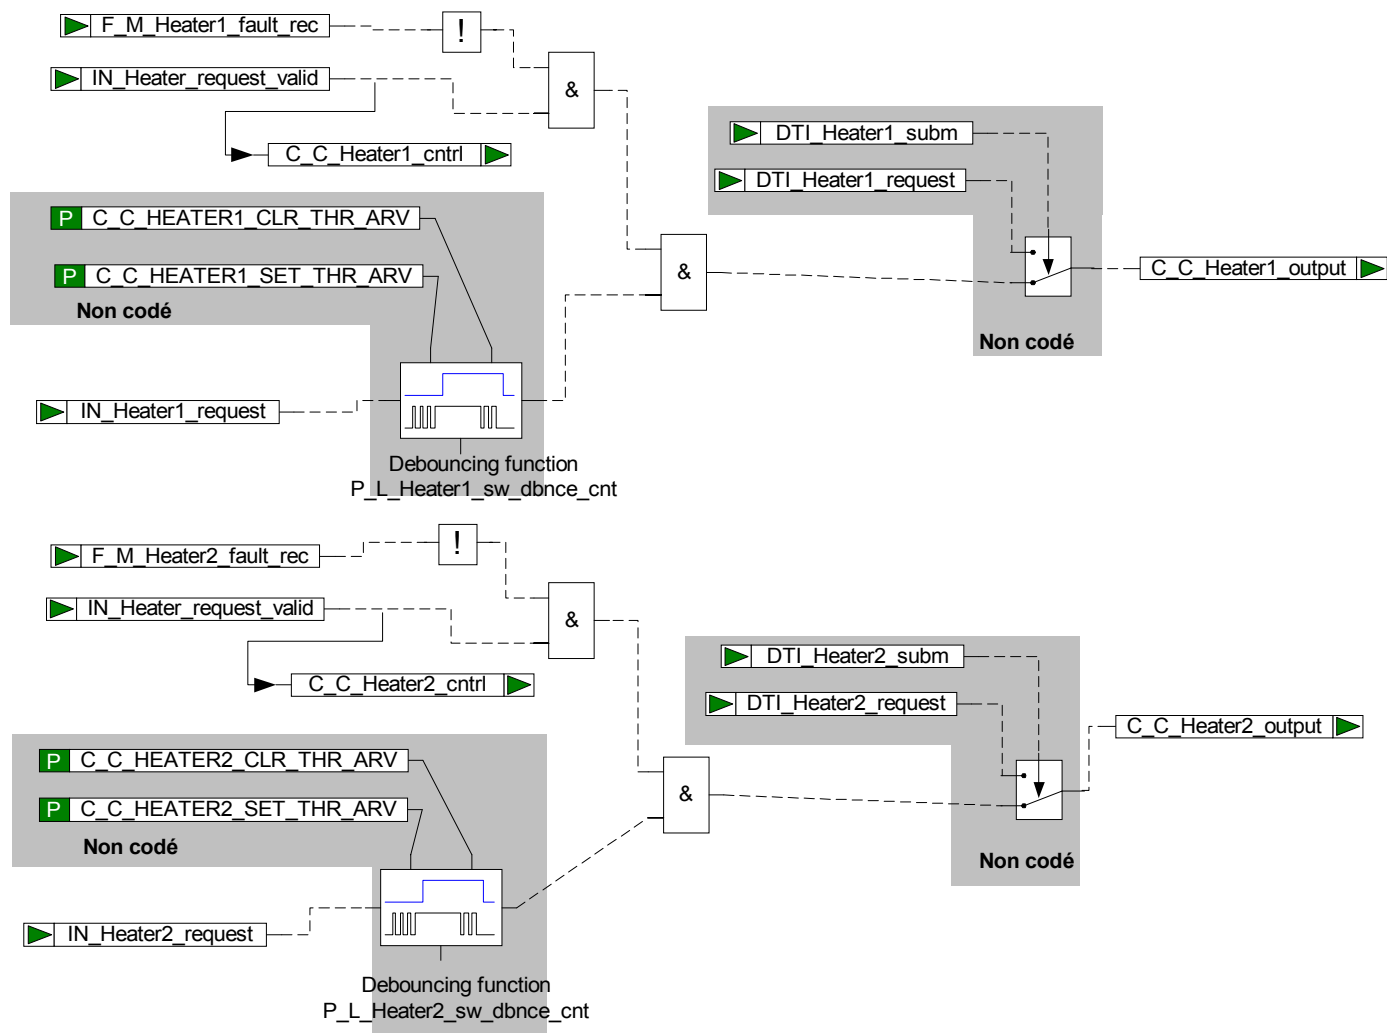 F_M_Heater1_fault_rec
!
IN_Heater_request_valid
&
C_C_Heater1_cntrl
DTI_Heater1_subm
DTI_Heater1_request
P C_C_HEATER1_CLR_THR_ARV
P C_C_HEATER1_SET_THR_ARV
Non codé
&
C_C_Heater1_output
Non codé
IN_Heater1_request
Debouncing function
P_L_Heater1_sw_dbnce_cnt
F_M_Heater2_fault_rec
!
IN_Heater_request_valid
&
C_C_Heater2_cntrl
DTI_Heater2_subm
DTI_Heater2_request
C_C_Heater2_output
P C_C_HEATER2_CLR_THR_ARV
P C_C_HEATER2_SET_THR_ARV
&
Non codé
Non codé
IN_Heater2_request
Debouncing function
P_L_Heater2_sw_dbnce_cnt